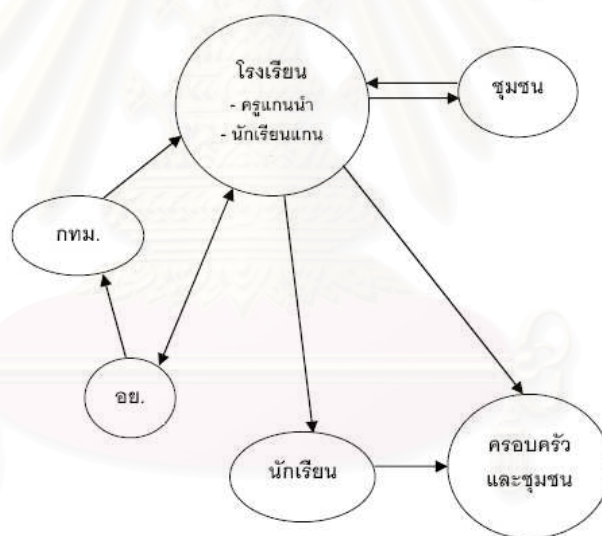 โรงเรียน
- ครูแกนนำ
- นักเรียนแกน
ชุมชน
กทม.
อย.
นักเรียน
ครอบครัว
และชุมชน